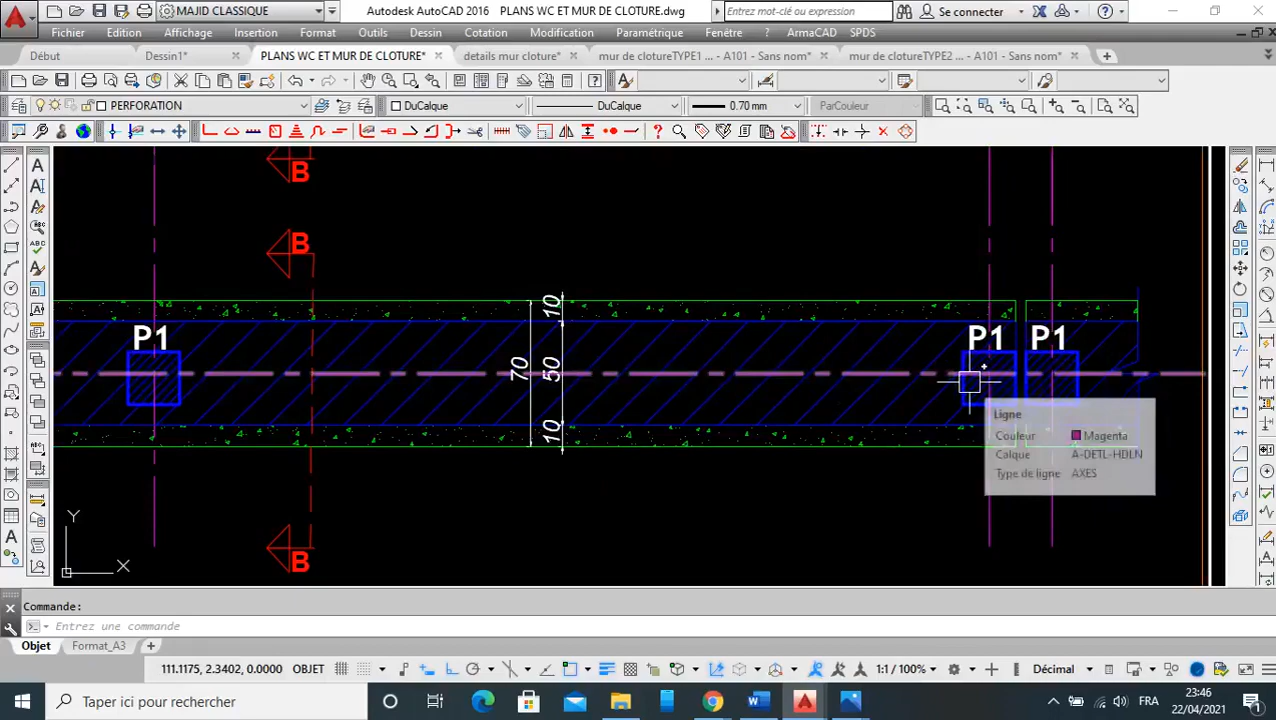 MAJID CLASSIQUE
Autodesk AutoCAD 2016 PLANS WC ET MUR DE CLOTURE.dwg
Entrez mot-clé ou expression
Se connecter
Fichier Edition Affichage Insertion Format Outils Dessin Cotation Modification Paramétrique Fenêtre ? ArmaCAD SPDS
Début
Dessin1*
PLANS WC ET MUR DE CLOTURE*
details mur cloture*
mur de clotureTYPE1 ... - A101 - Sans nom*
mur de clotureTYPE2 ... - A101 - Sans nom*
PERFORATION
DuCalque
DuCalque
0.70 mm
ParCouleur
B
B
10
P1
P1
P1
70
50
10
Ligne
Couleur Magenta
Calque A-DETL-HDLN
Type de ligne AXES
B
Y
X
Commande:
Entrez une commande
Objet
Format_A3
111.1175, 2.3402, 0.0000
OBJET
1:1 / 100%
Décimal
Taper ici pour rechercher
FRA
23:46
22/04/2021